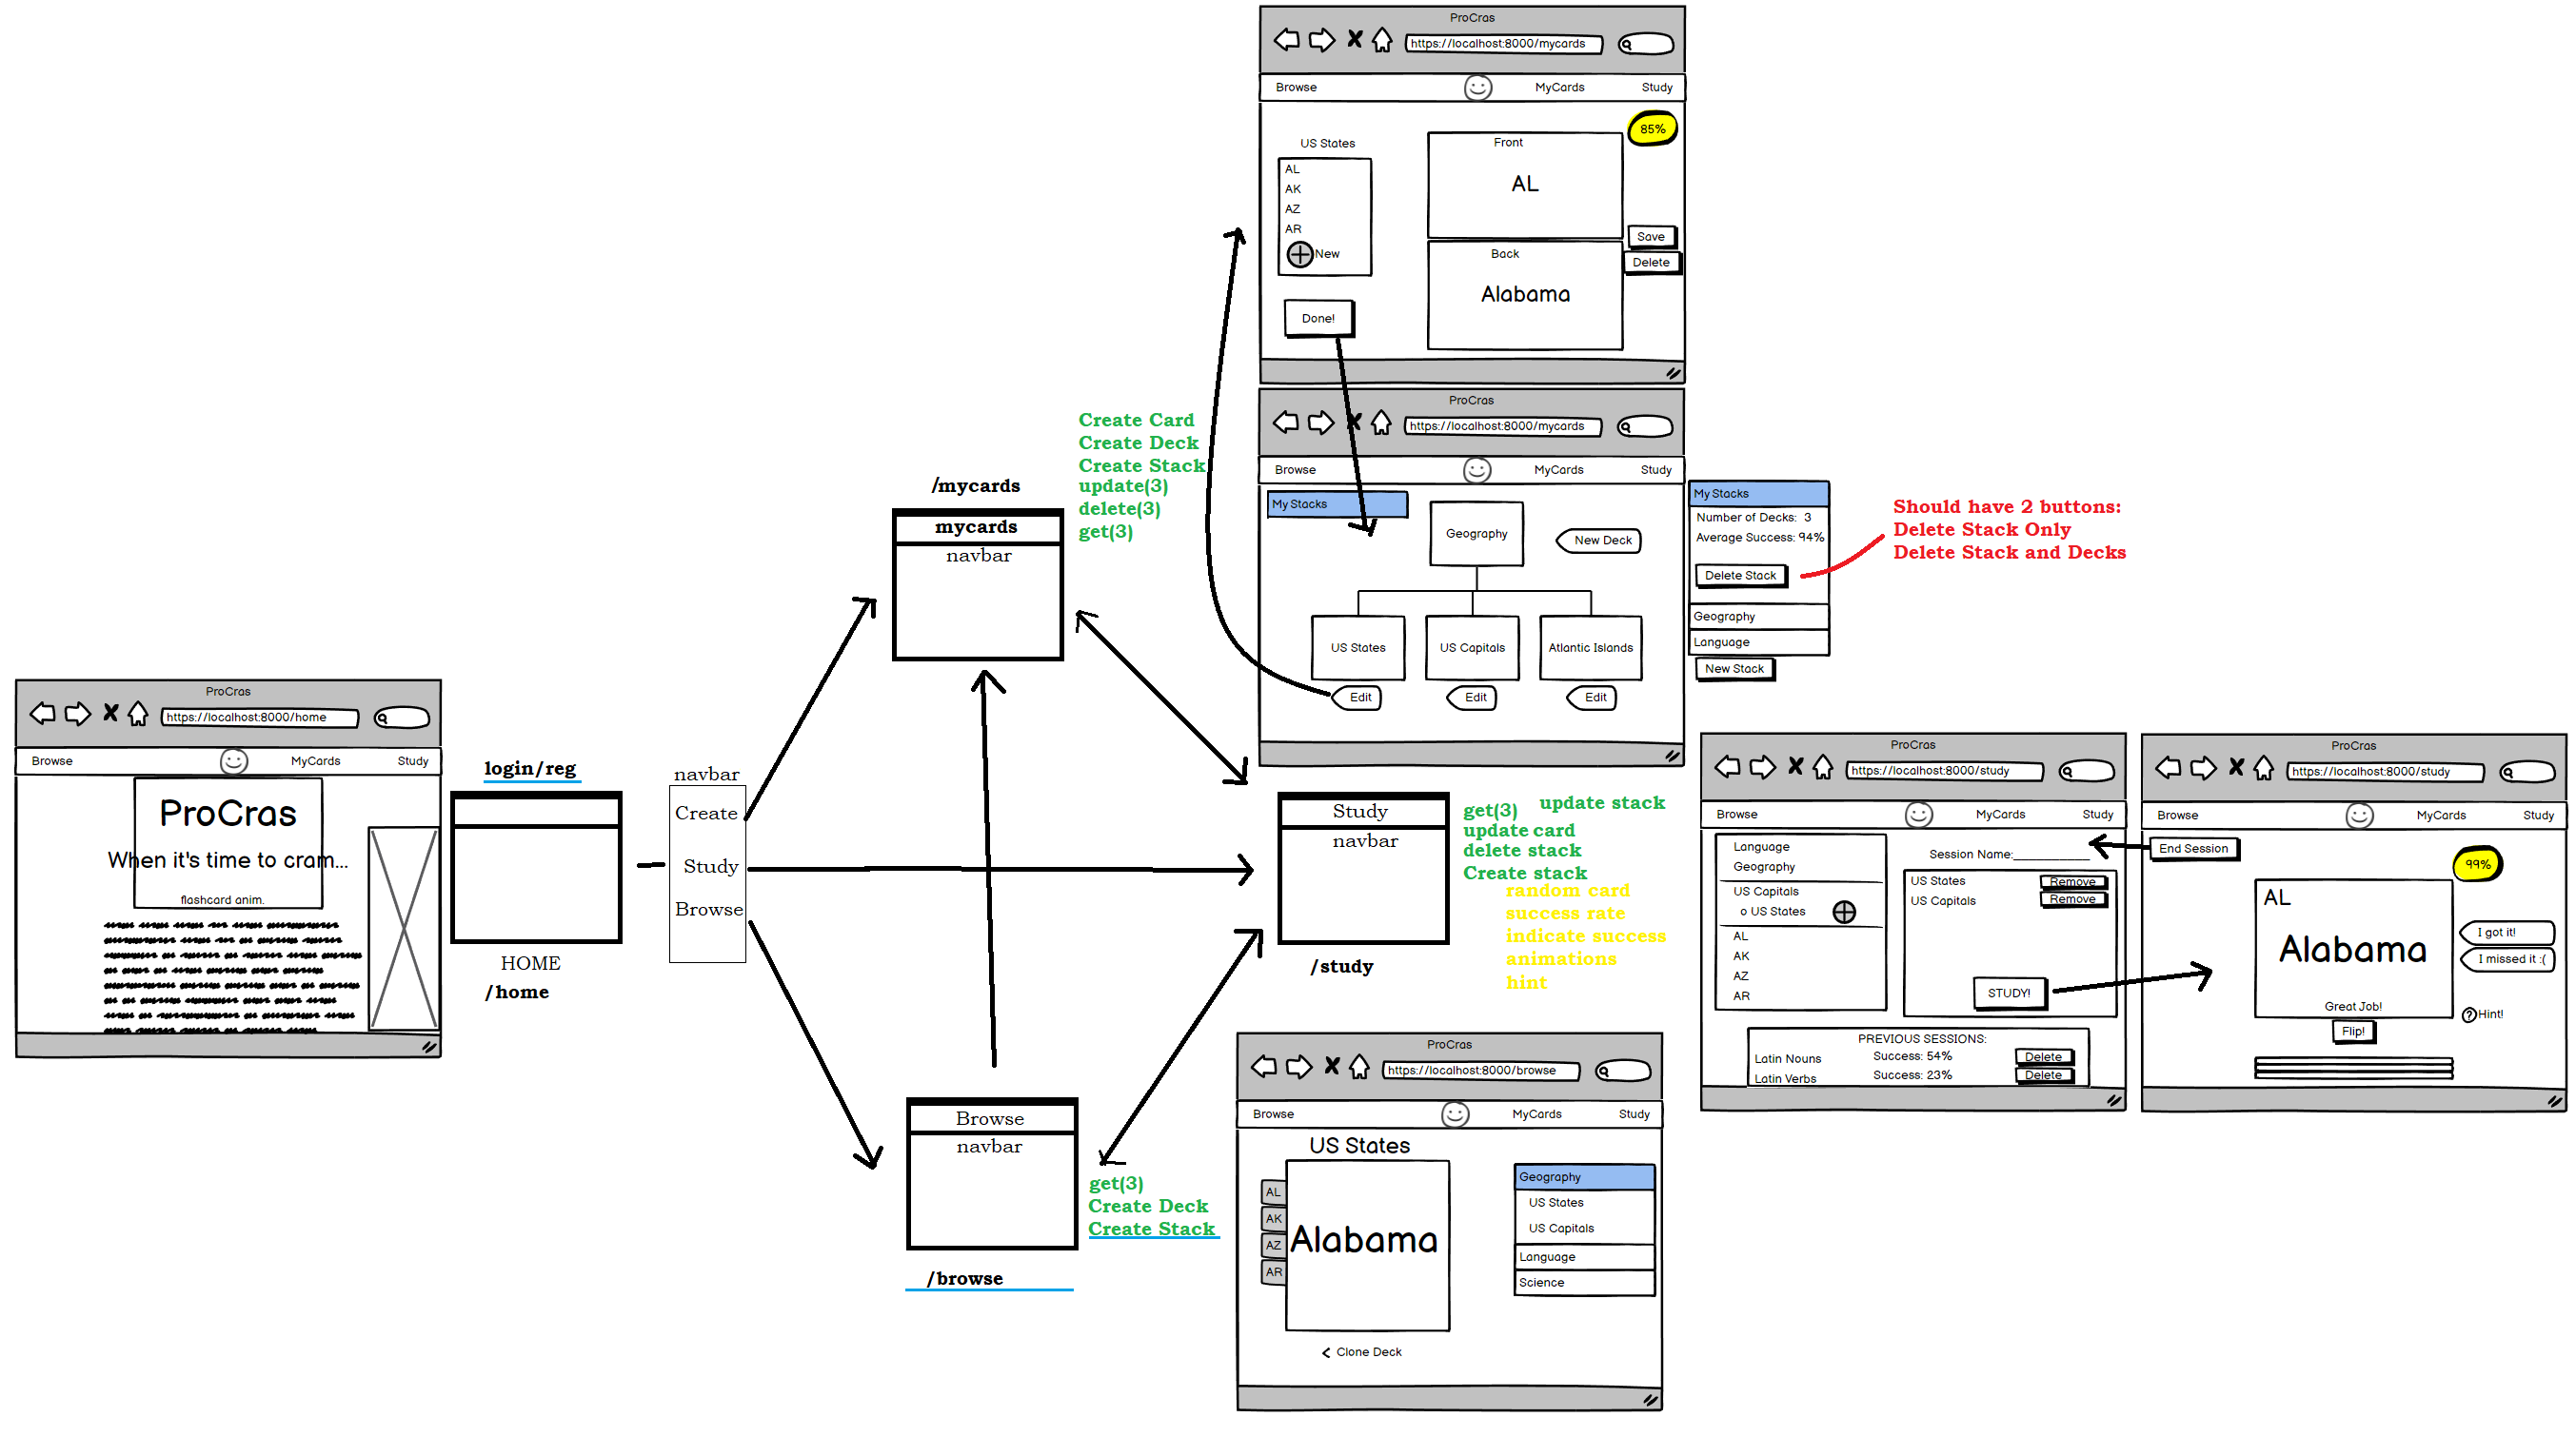 ProCras
https://localhost:8000/mycards
Browse
MyCards
Study
85%
US States
AL
AK
AZ
AR
New
Front
AL
Save
Delete
Back
Alabama
Done!
ProCras
https://localhost:8000/mycards
Browse
MyCards
Study
My Stacks
Geography
New Deck
US States
US Capitals
Atlantic Islands
Edit
Edit
Edit
My Stacks
Number of Decks: 3
Average Success: 94%
Delete Stack
Geography
Language
New Stack
Should have 2 buttons:
Delete Stack Only
Delete Stack and Decks
Create Card
Create Deck
Create Stack
update(3)
delete(3)
get(3)
/mycards
mycards
navbar
ProCras
https://localhost:8000/home
Browse
MyCards
Study
ProCras
When it's time to cram...
flashcard anim.
login/reg
HOME
/home
navbar
Create
Study
Browse
Study
navbar
/study
get(3)
update stack
update card
delete stack
Create stack
random card
success rate
indicate success
animations
hint
ProCras
https://localhost:8000/study
Browse
MyCards
Study
Language
Geography
US Capitals
o US States
AL
AK
AZ
AR
Session Name:___________
US States
Remove
US Capitals
Remove
STUDY!
PREVIOUS SESSIONS:
Latin Nouns
Success: 54%
Delete
Latin Verbs
Success: 23%
Delete
ProCras
https://localhost:8000/study
Browse
MyCards
Study
End Session
99%
AL
Alabama
Great Job!
I got it!
I missed it :(
? Hint!
Flip!
Browse
navbar
/browse
get(3)
Create Deck
Create Stack
ProCras
https://localhost:8000/browse
Browse
MyCards
Study
US States
AL
AK
AZ
AR
Alabama
Geography
US States
US Capitals
Language
Science
< Clone Deck